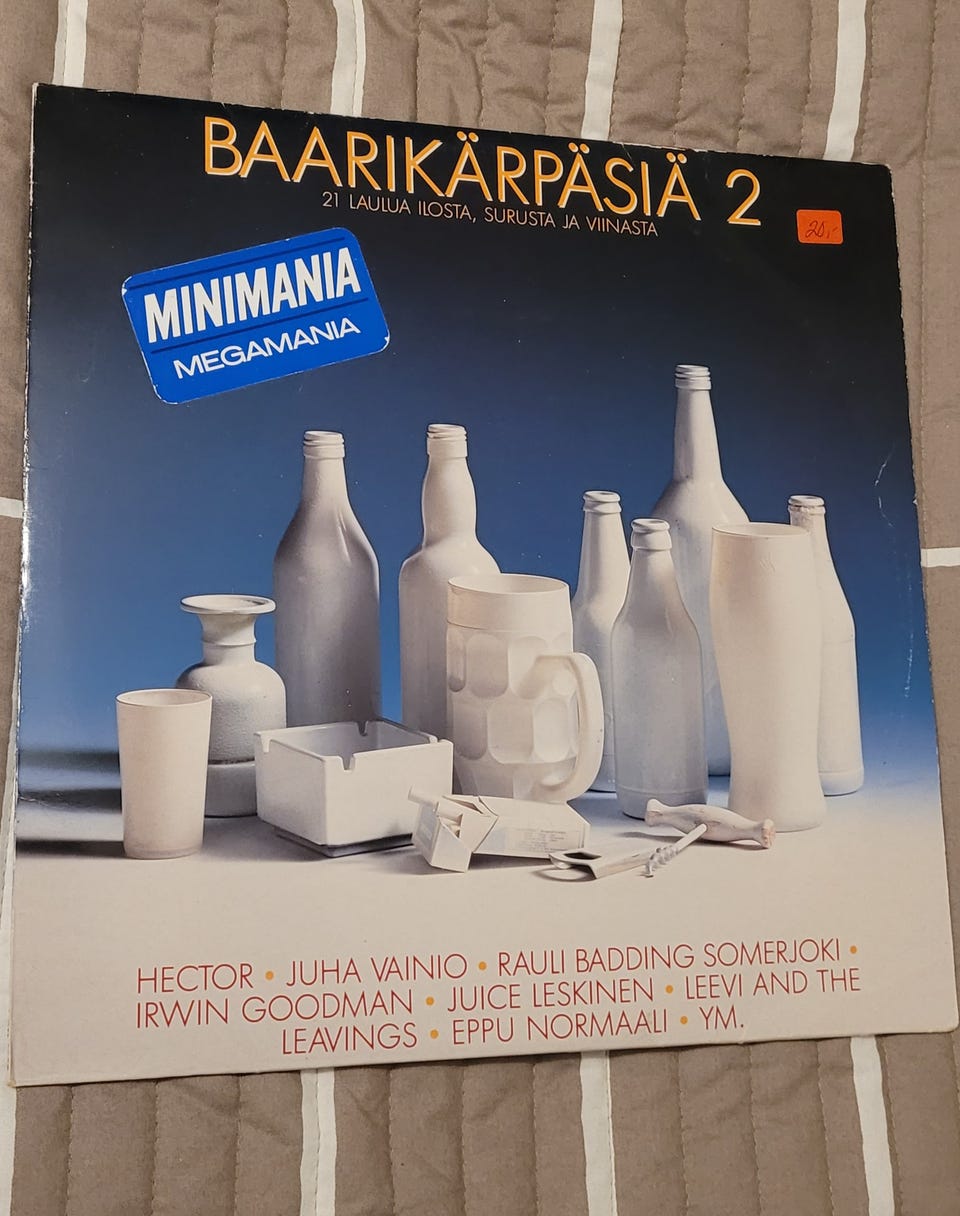 BAARIKÄRPÄSIÄ 2
21 LAULUA ILOSTA, SURUSTA JA VIINASTA
20,-
MINIMANIA
MEGAMANIA
HECTOR • JUHA VAINIO • RAULI BADDING SOMERJOKI •
IRWIN GOODMAN • JUICE LESKINEN • LEEVI AND THE
LEAVINGS • EPPU NORMAALI • YM.